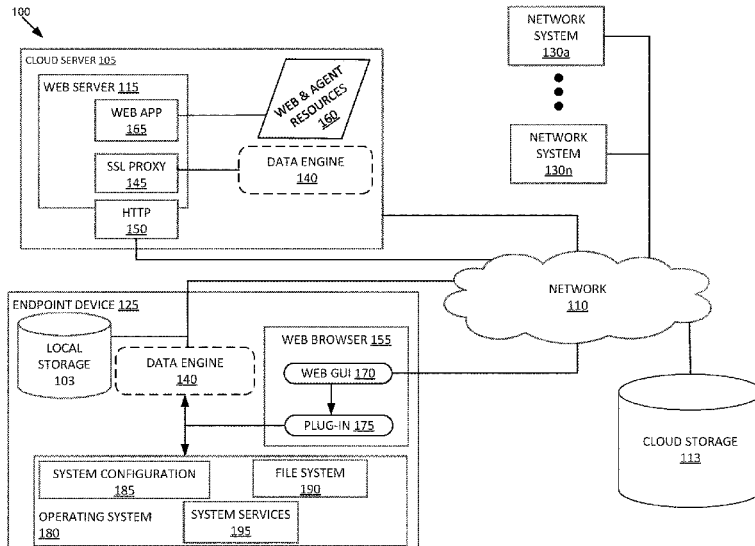 100
CLOUD SERVER 105
WEB SERVER 115
WEB APP
165
SSL PROXY
145
HTTP
150
WEB & AGENT
RESOURCES
160
DATA ENGINE
140
NETWORK
SYSTEM
130a
NETWORK
SYSTEM
130n
NETWORK
110
ENDPOINT DEVICE 125
LOCAL
STORAGE
103
DATA ENGINE
140
WEB BROWSER 155
WEB GUI 170
PLUG-IN 175
SYSTEM CONFIGURATION
185
FILE SYSTEM
190
OPERATING SYSTEM
180
SYSTEM SERVICES
195
CLOUD STORAGE
113